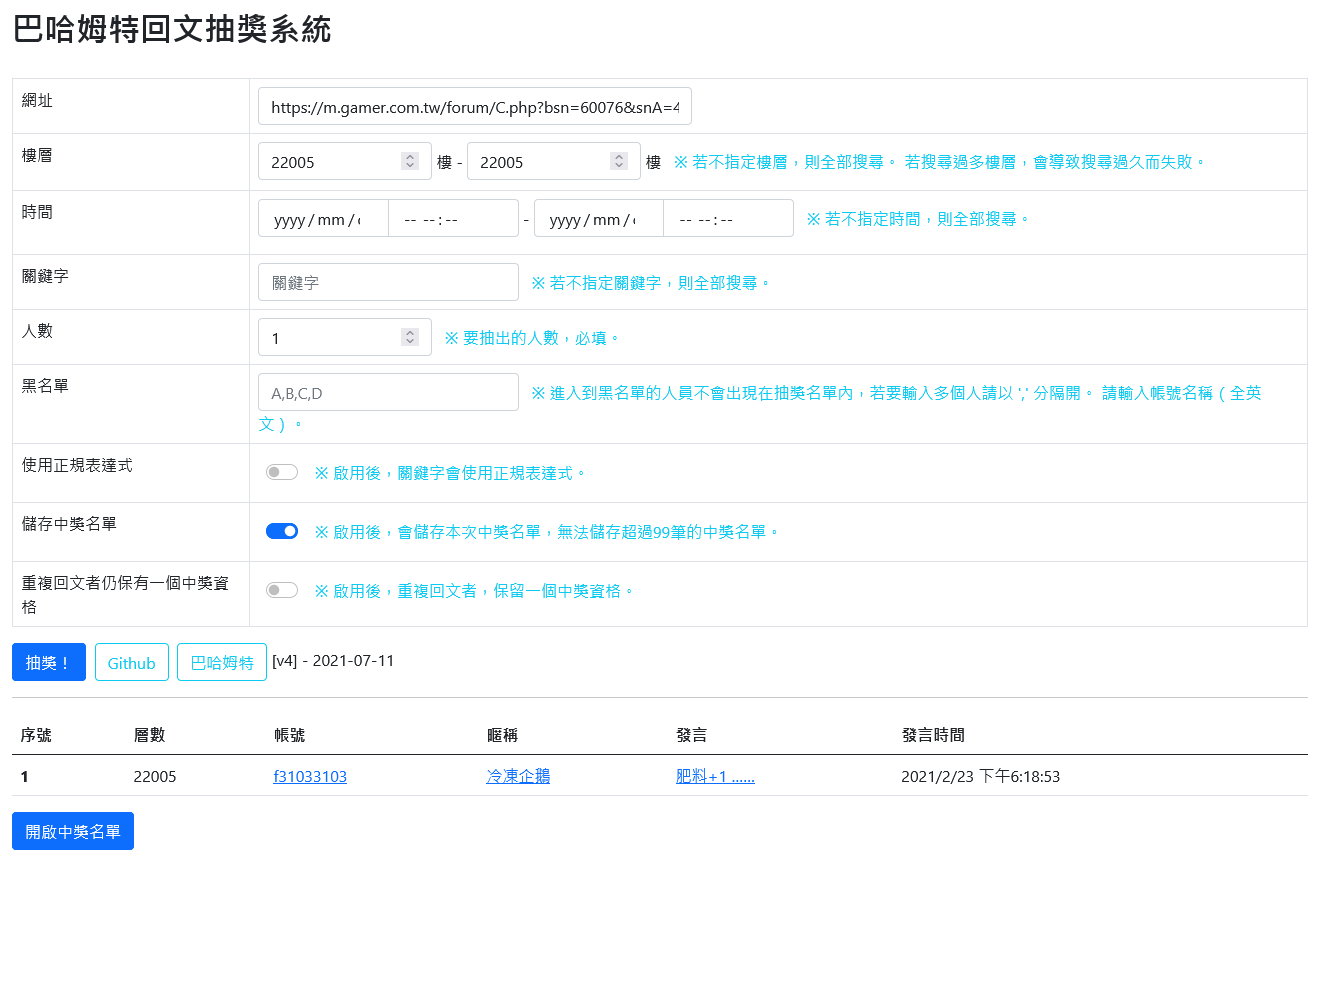 巴哈姆特回文抽獎系統
網址
https://m.gamer.com.tw/forum/C.php?bsn=60076&snA=4
樓層
22005 樓 - 22005 樓 ※ 若不指定樓層，則全部搜尋。 若搜尋過多樓層，會導致搜尋過久而失敗。
時間
yyyy / mm / -- --:-- - yyyy / mm / -- --:-- ※ 若不指定時間，則全部搜尋。
關鍵字
關鍵字 ※ 若不指定關鍵字，則全部搜尋。
人數
1 ※ 要抽出的人數，必填。
黑名單
A,B,C,D ※ 進入到黑名單的人員不會出現在抽獎名單內，若要輸入多個人請以 ',' 分隔開。 請輸入帳號名稱（全英
文）。
使用正規表達式
※ 啟用後，關鍵字會使用正規表達式。
儲存中獎名單
※ 啟用後，會儲存本次中獎名單，無法儲存超過99筆的中獎名單。
重複回文者仍保有一個中獎資
格
※ 啟用後，重複回文者，保留一個中獎資格。
抽獎！ Github 巴哈姆特 [v4] - 2021-07-11
序號 層數 帳號 暱稱 發言 發言時間
1 22005 f31033103 冷凍企鵝 肥料+1 ...... 2021/2/23 下午6:18:53
開啟中獎名單